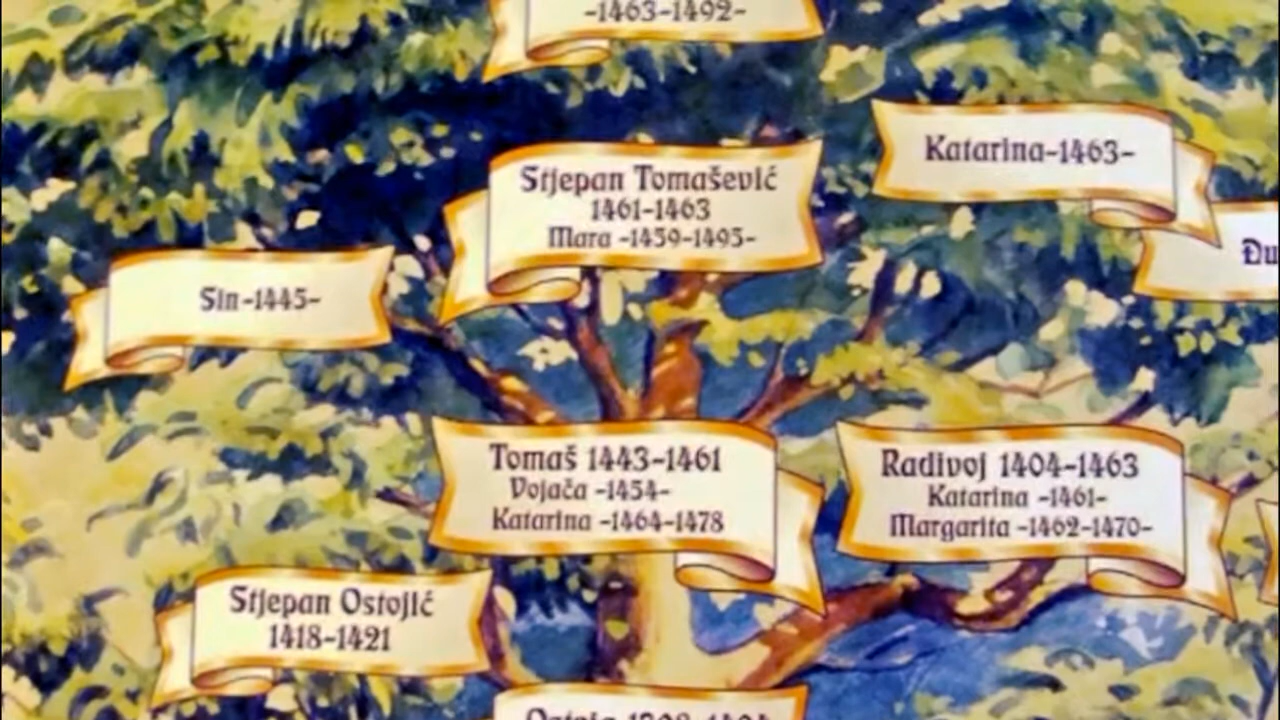 -1463-1492-
Katarina-1463-
Stjepan Tomašević
1461-1463
Mara -1459-1495-
Sin-1445-
Tomaš 1443-1461
Vojača -1454-
Katarina -1464-1478
Radivoj 1404-1463
Katarina -1461-
Margarita -1462-1470-
Stjepan Ostojić
1418-1421